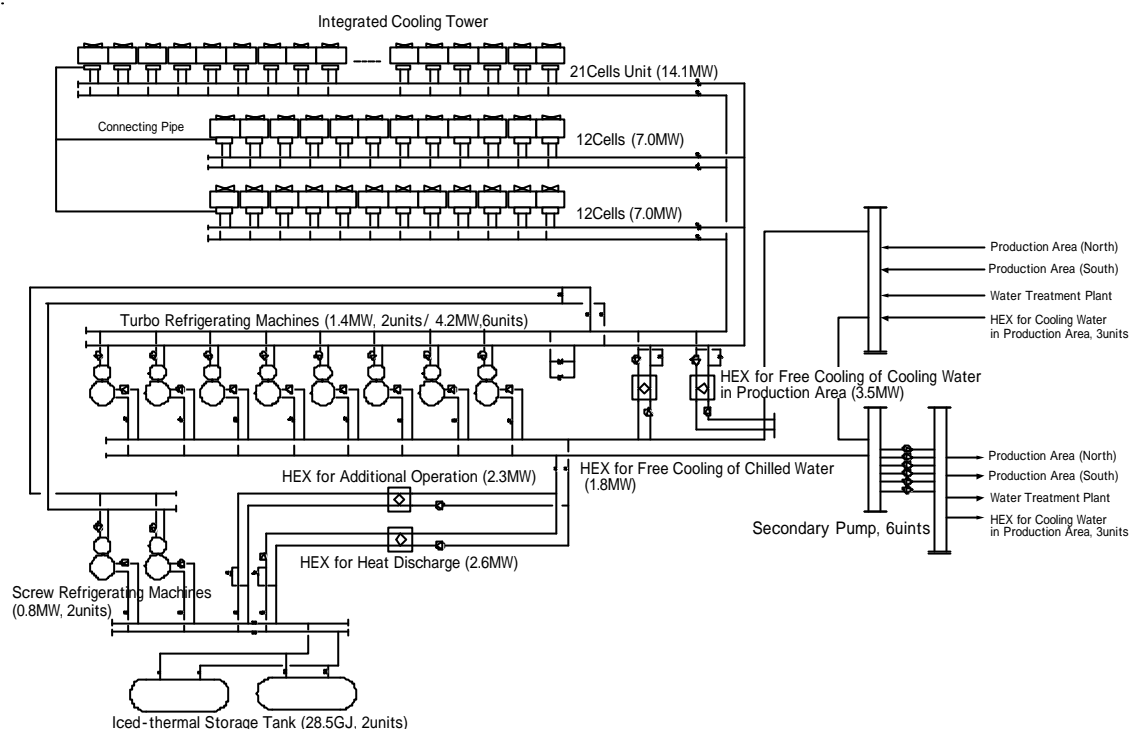 Integrated Cooling Tower
21Cells Unit (14.1MW)
Connecting Pipe
12Cells (7.0MW)
12Cells (7.0MW)
Production Area (North)
Production Area (South)
Water Treatment Plant
HEX for Cooling Water
in Production Area, 3units
Turbo Refrigerating Machines (1.4MW, 2units/ 4.2MW,6units)
HEX for Free Cooling of Cooling Water
in Production Area (3.5MW)
HEX for Additional Operation (2.3MW)
HEX for Free Cooling of Chilled Water
(1.8MW)
Production Area (North)
Production Area (South)
Water Treatment Plant
HEX for Cooling Water
in Production Area, 3units
Secondary Pump, 6uints
HEX for Heat Discharge (2.6MW)
Screw Refrigerating Machines
(0.8MW, 2units)
Iced-thermal Storage Tank (28.5GJ, 2units)